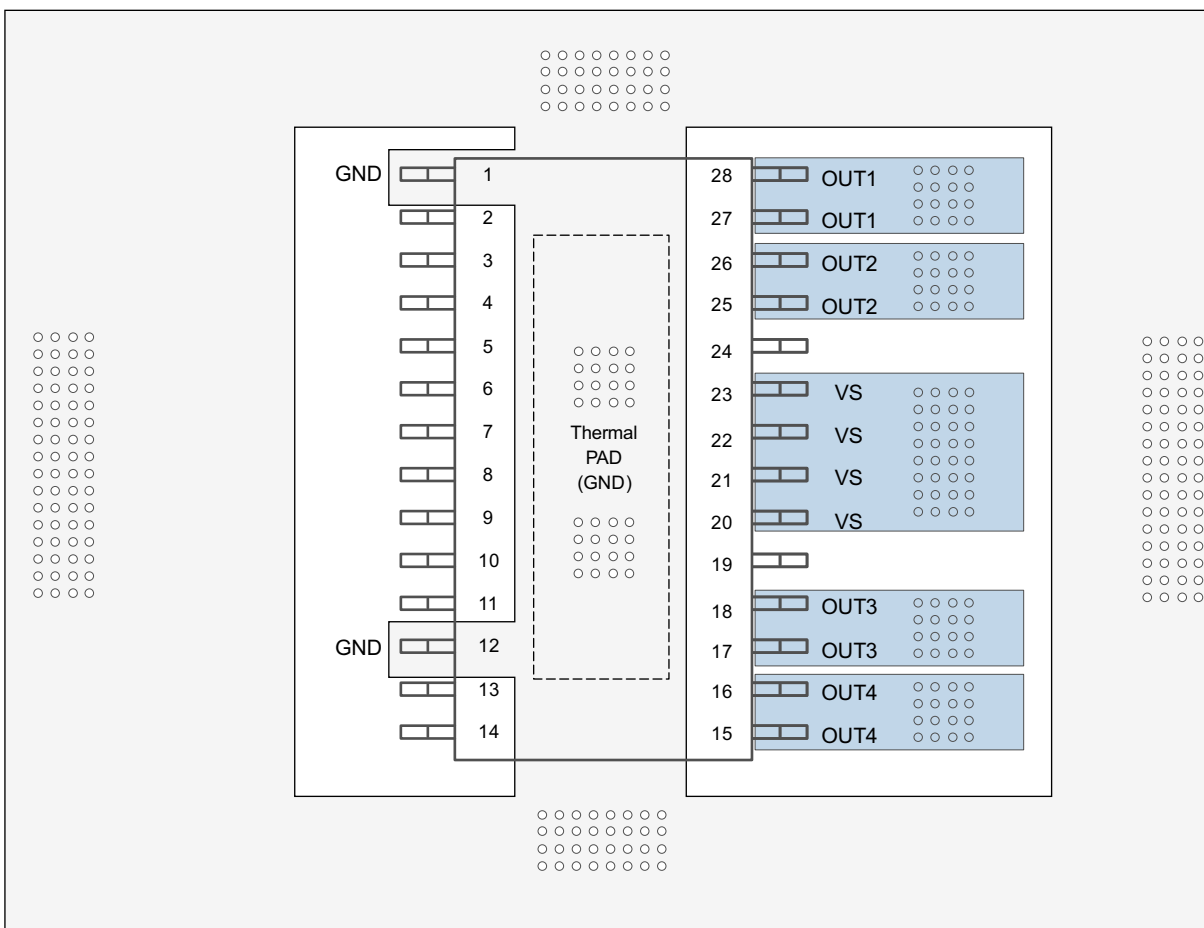 GND 1 28 OUT1
2 27 OUT1
3 26 OUT2
4 25 OUT2
5 24
6 23 VS
7 22 VS
Thermal
PAD
(GND)
8 21 VS
9 20 VS
10 19
11 18 OUT3
GND 12 17 OUT3
13 16 OUT4
14 15 OUT4